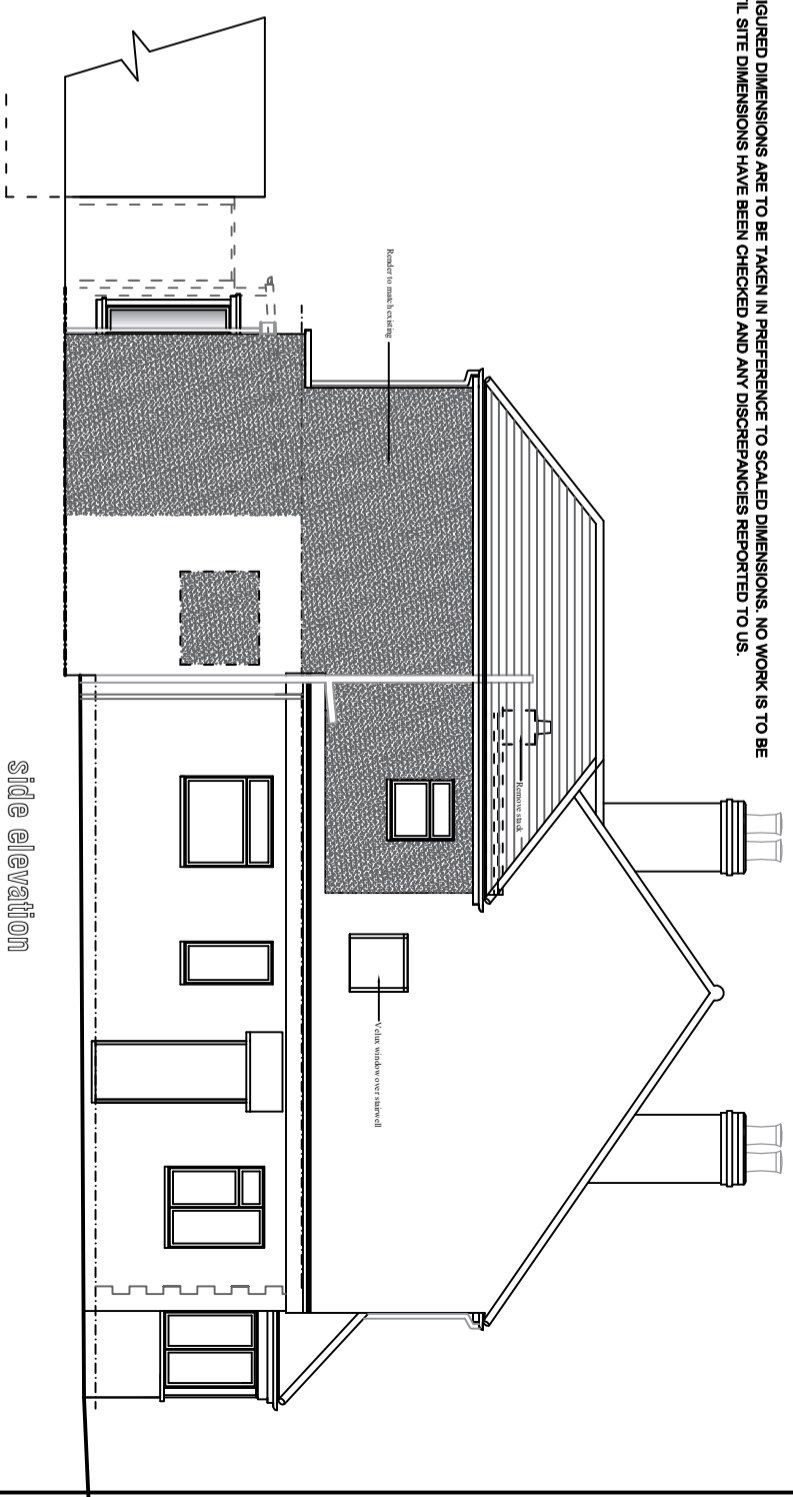 IGURED DIMENSIONS ARE TO BE TAKEN IN PREFERENCE TO SCALED DIMENSIONS. NO WORK IS TO BE
TIL SITE DIMENSIONS HAVE BEEN CHECKED AND ANY DISCREPANCIES REPORTED TO US.
Render to match existing
Remove stack
Velux window over stairwell
side elevation